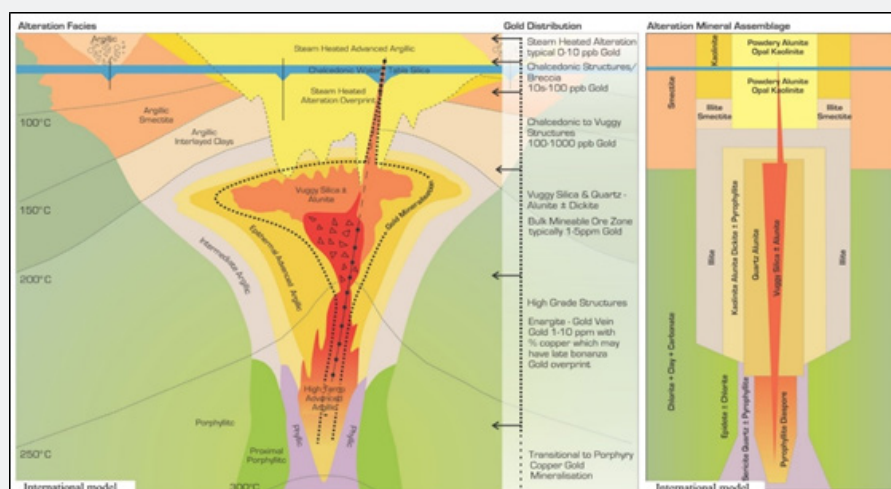 Alteration Facies
Gold Distribution
Alteration Mineral Assemblage
Argillic
Steam Heated Advanced Argillic
Chalcedonic Water Table Silica
Steam Heated
Alteration Overprint
100°C
Argillic
Smectite
Argillic
Interlayed Clays
Vuggy Silica ±
Alunite
Gold Mineralisation
150°C
Epithermal Advanced Argillic
Intermediate Argillic
200°C
High Temp
Advanced
Argillic
Porphyllitc
Phyllic
Phyllic
Proximal
Porphyllitc
250°C
300°C
International model
Steam Heated Alteration
typical 0-10 ppb Gold
Chalcedonic Structures/
Breccia
10s-100 ppb Gold
Chalcedonic to Vuggy
Structures
100-1000 ppb Gold
Vuggy Silica & Quartz -
Alunite ± Dickite
Bulk Mineable Ore Zone
typically 1-5ppm Gold
High Grade Structures
Enargite - Gold Vein
Gold 1-10 ppm with
% copper which may
have late bonanza
Gold overprint
Transitional to Porphyry
Copper Gold
Mineralisation
Smectite
Kaolinite
Powdery Alunite
Opal Kaolinite
Powdery Alunite
Opal Kaolinite
Illite
Smectite
Illite
Smectite
Illite
Kaolinite Alunite Dickite ± Pyrophyllite
Quartz Alunite
Vuggy Silica ± Alunite
Illite
Chlorite + Clay + Carbonate
Epidote ± Chlorite
Sericite Quartz ± Pyrophyllite
Pyrophyllite Diaspore
International model